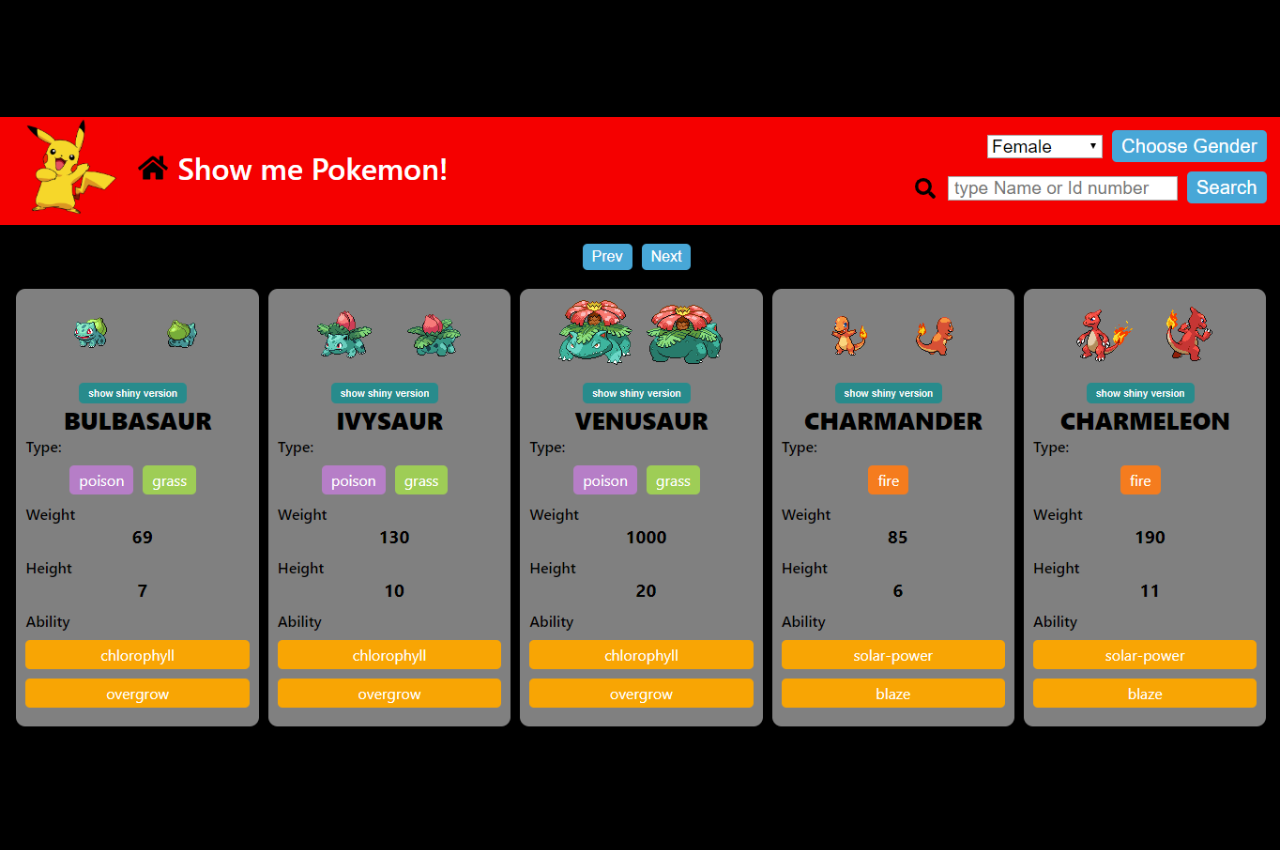 Show me Pokemon!
Female
Choose Gender
type Name or Id number
Search
Prev
Next
show shiny version
BULBASAUR
Type:
poison grass
Weight
69
Height
7
Ability
chlorophyll
overgrow
show shiny version
IVYSAUR
Type:
poison grass
Weight
130
Height
10
Ability
chlorophyll
overgrow
show shiny version
VENUSAUR
Type:
poison grass
Weight
1000
Height
20
Ability
chlorophyll
overgrow
show shiny version
CHARMANDER
Type:
fire
Weight
85
Height
6
Ability
solar-power
blaze
show shiny version
CHARMELEON
Type:
fire
Weight
190
Height
11
Ability
solar-power
blaze